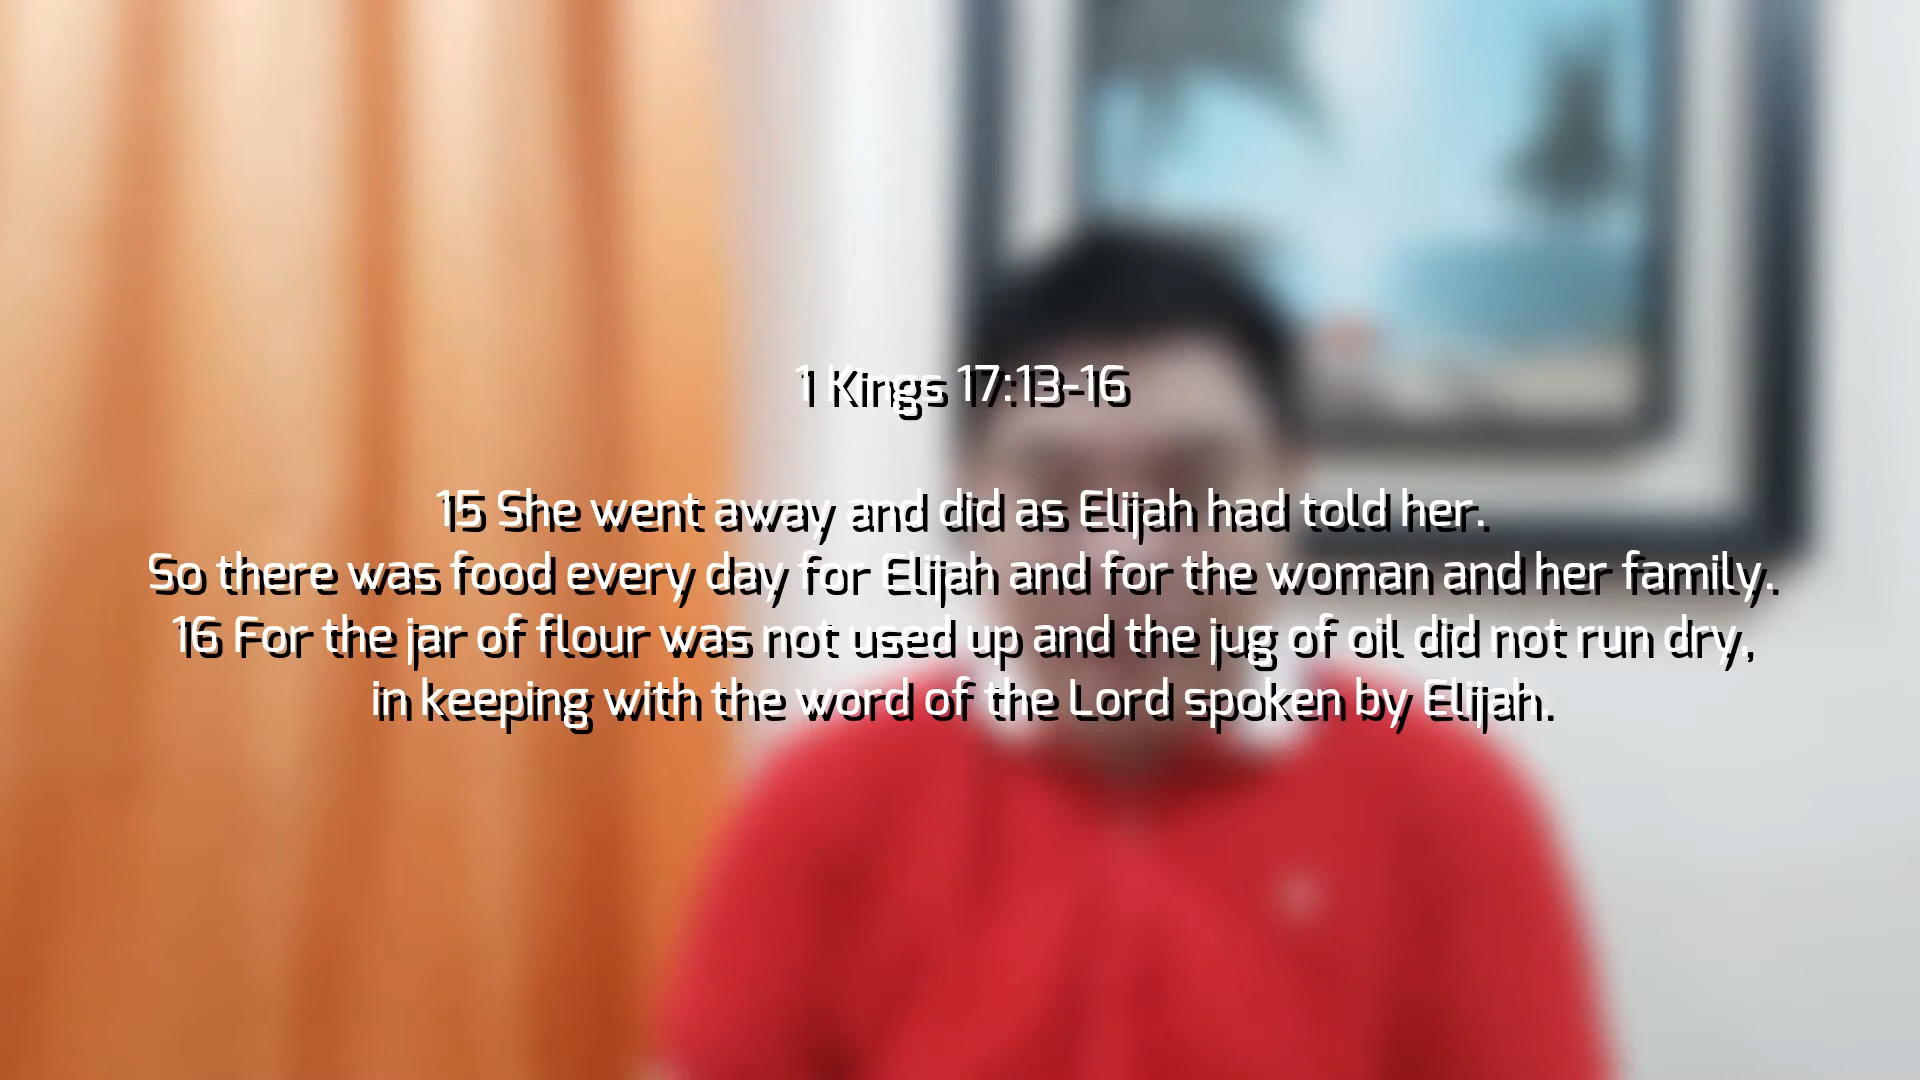 1 Kings 17:13-16
15 She went away and did as Elijah had told her.
So there was food every day for Elijah and for the woman and her family.
16 For the jar of flour was not used up and the jug of oil did not run dry,
in keeping with the word of the Lord spoken by Elijah.